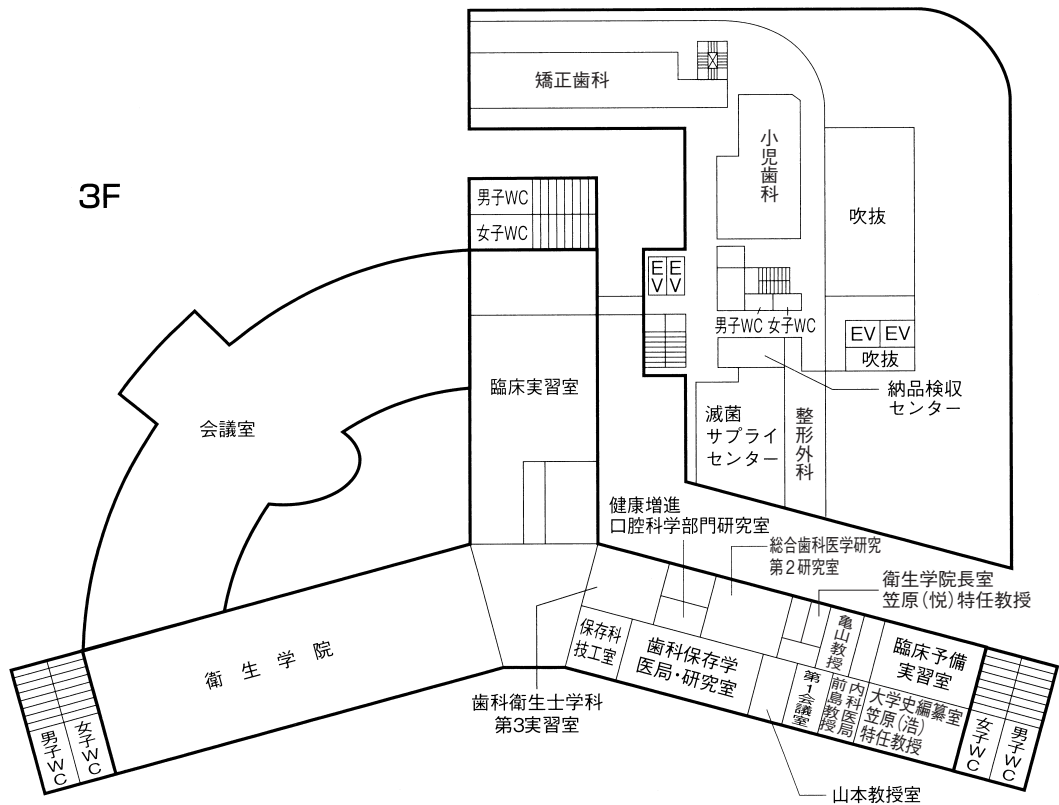 3F
矯正歯科
小児歯科
吹抜
男子WC
女子WC
EV
EV
男子WC 女子WC
EV EV
吹抜
納品検収
センター
臨床実習室
会議室
滅菌
サプライ
センター
整形外科
健康増進
口腔科学部門研究室
総合歯科医学研究
第2研究室
衛生学院長室
笠原(悦)特任教授
衛生学院
保存科
技工室
歯科保存学
医局・研究室
亀山教授
臨床予備
実習室
第1会議室
内科医局
前島教授
大学史編纂室
笠原(浩)
特任教授
歯科衛生士学科
第3実習室
山本教授室
男子WC
女子WC
女子WC
男子WC